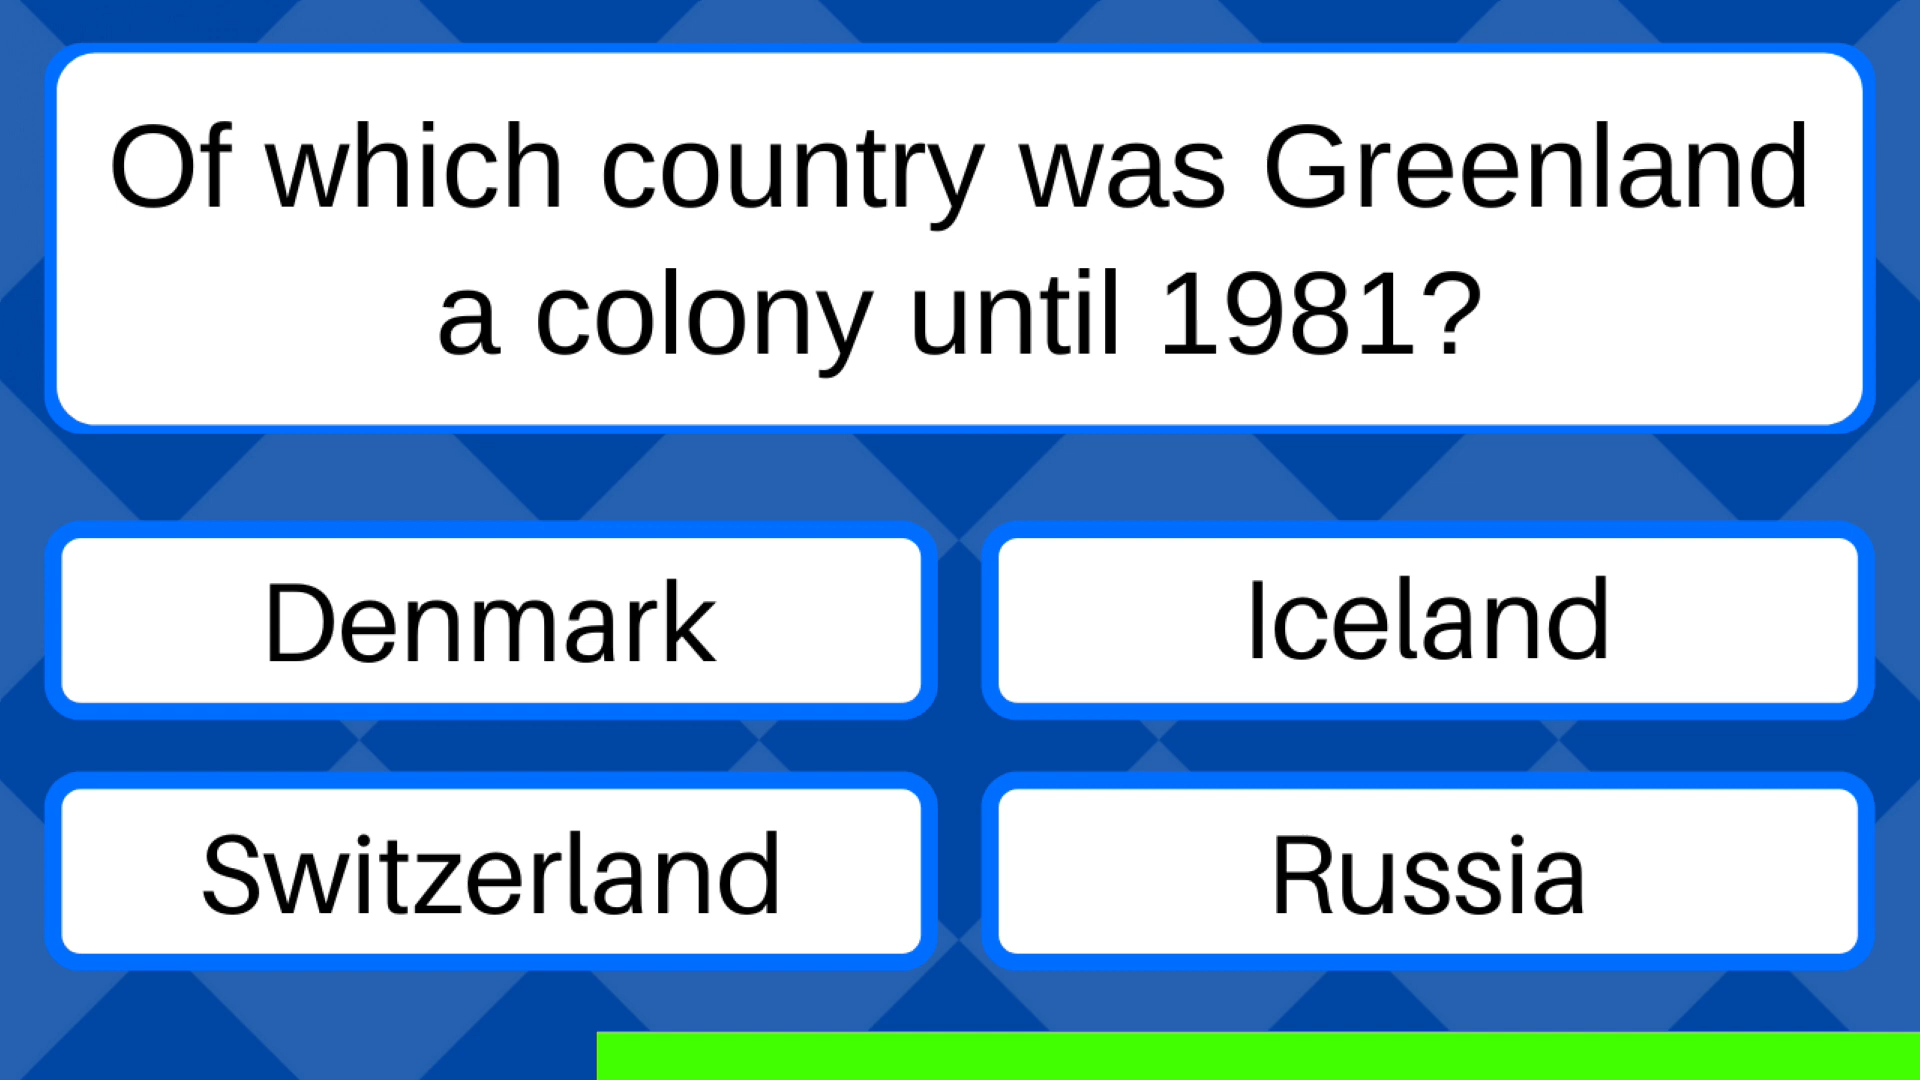 Of which country was Greenland
a colony until 1981?
Denmark
Iceland
Switzerland
Russia